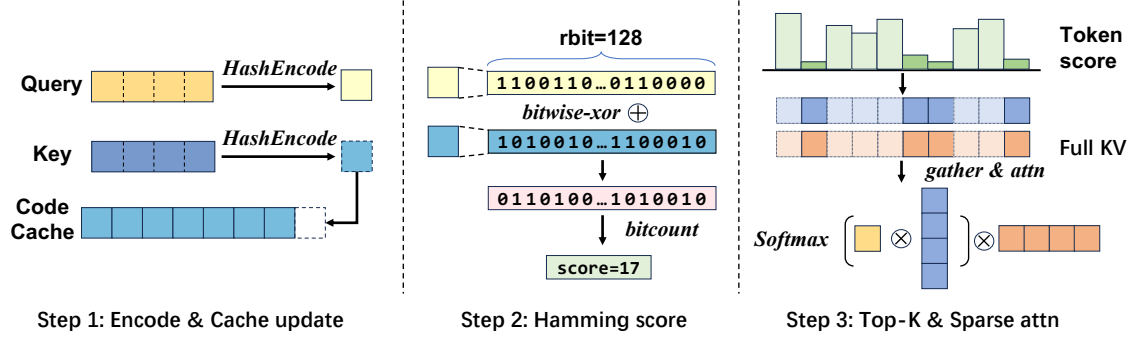 Query
HashEncode
Key
HashEncode
Code
Cache
Step 1: Encode & Cache update
rbit=128
1100110…0110000
bitwise-xor ⊕
1010010…1100010
0110100…1010010
bitcount
score=17
Step 2: Hamming score
Token
score
Full KV
gather & attn
Softmax
Step 3: Top-K & Sparse attn